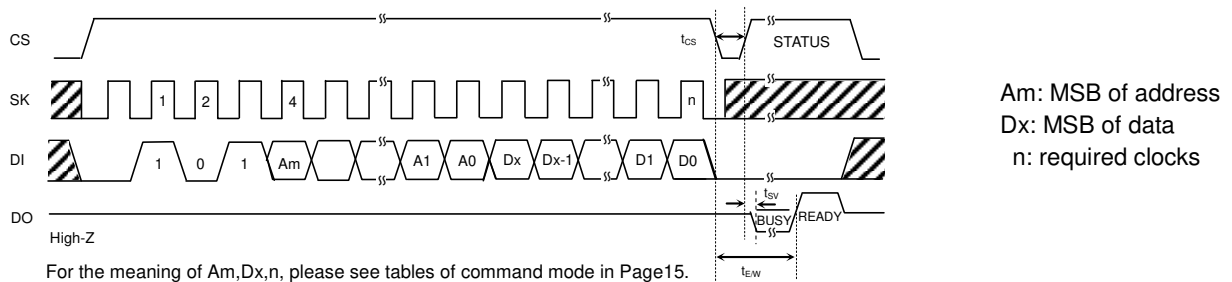 CS
tCS
STATUS
SK
1
2
4
n
Am: MSB of address
Dx: MSB of data
n: required clocks
DI
1
0
1
Am
A1
A0
Dx
Dx-1
D1
D0
tSV
DO
BUSY
READY
High-Z
tE/W
For the meaning of Am,Dx,n, please see tables of command mode in Page15.